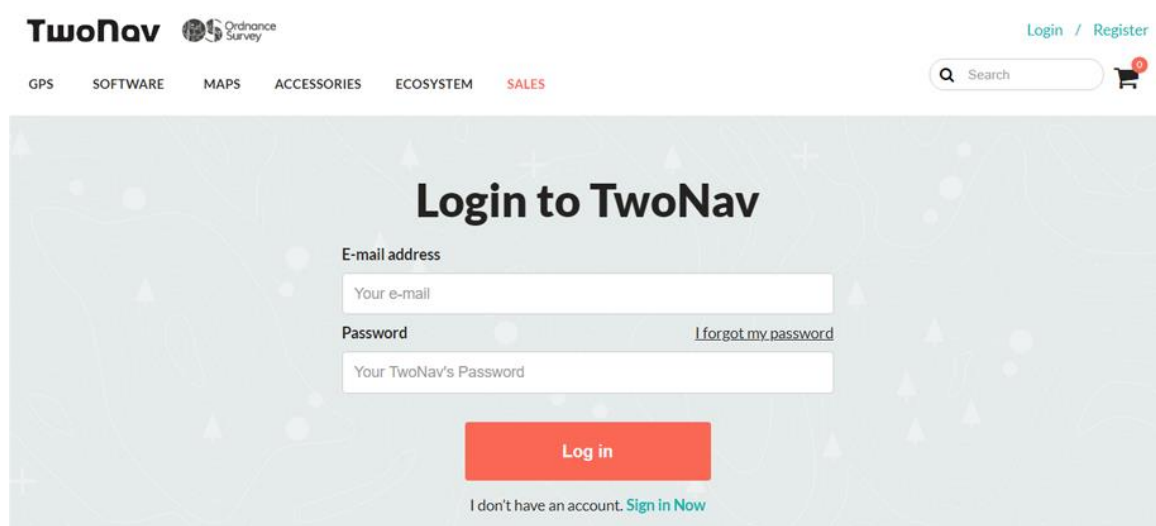 TwoNav OS Ordnance Survey
Login / Register
GPS SOFTWARE MAPS ACCESSORIES ECOSYSTEM SALES
Search 0
Login to TwoNav
E-mail address
Your e-mail
Password I forgot my password
Your TwoNav's Password
Log in
I don't have an account. Sign in Now